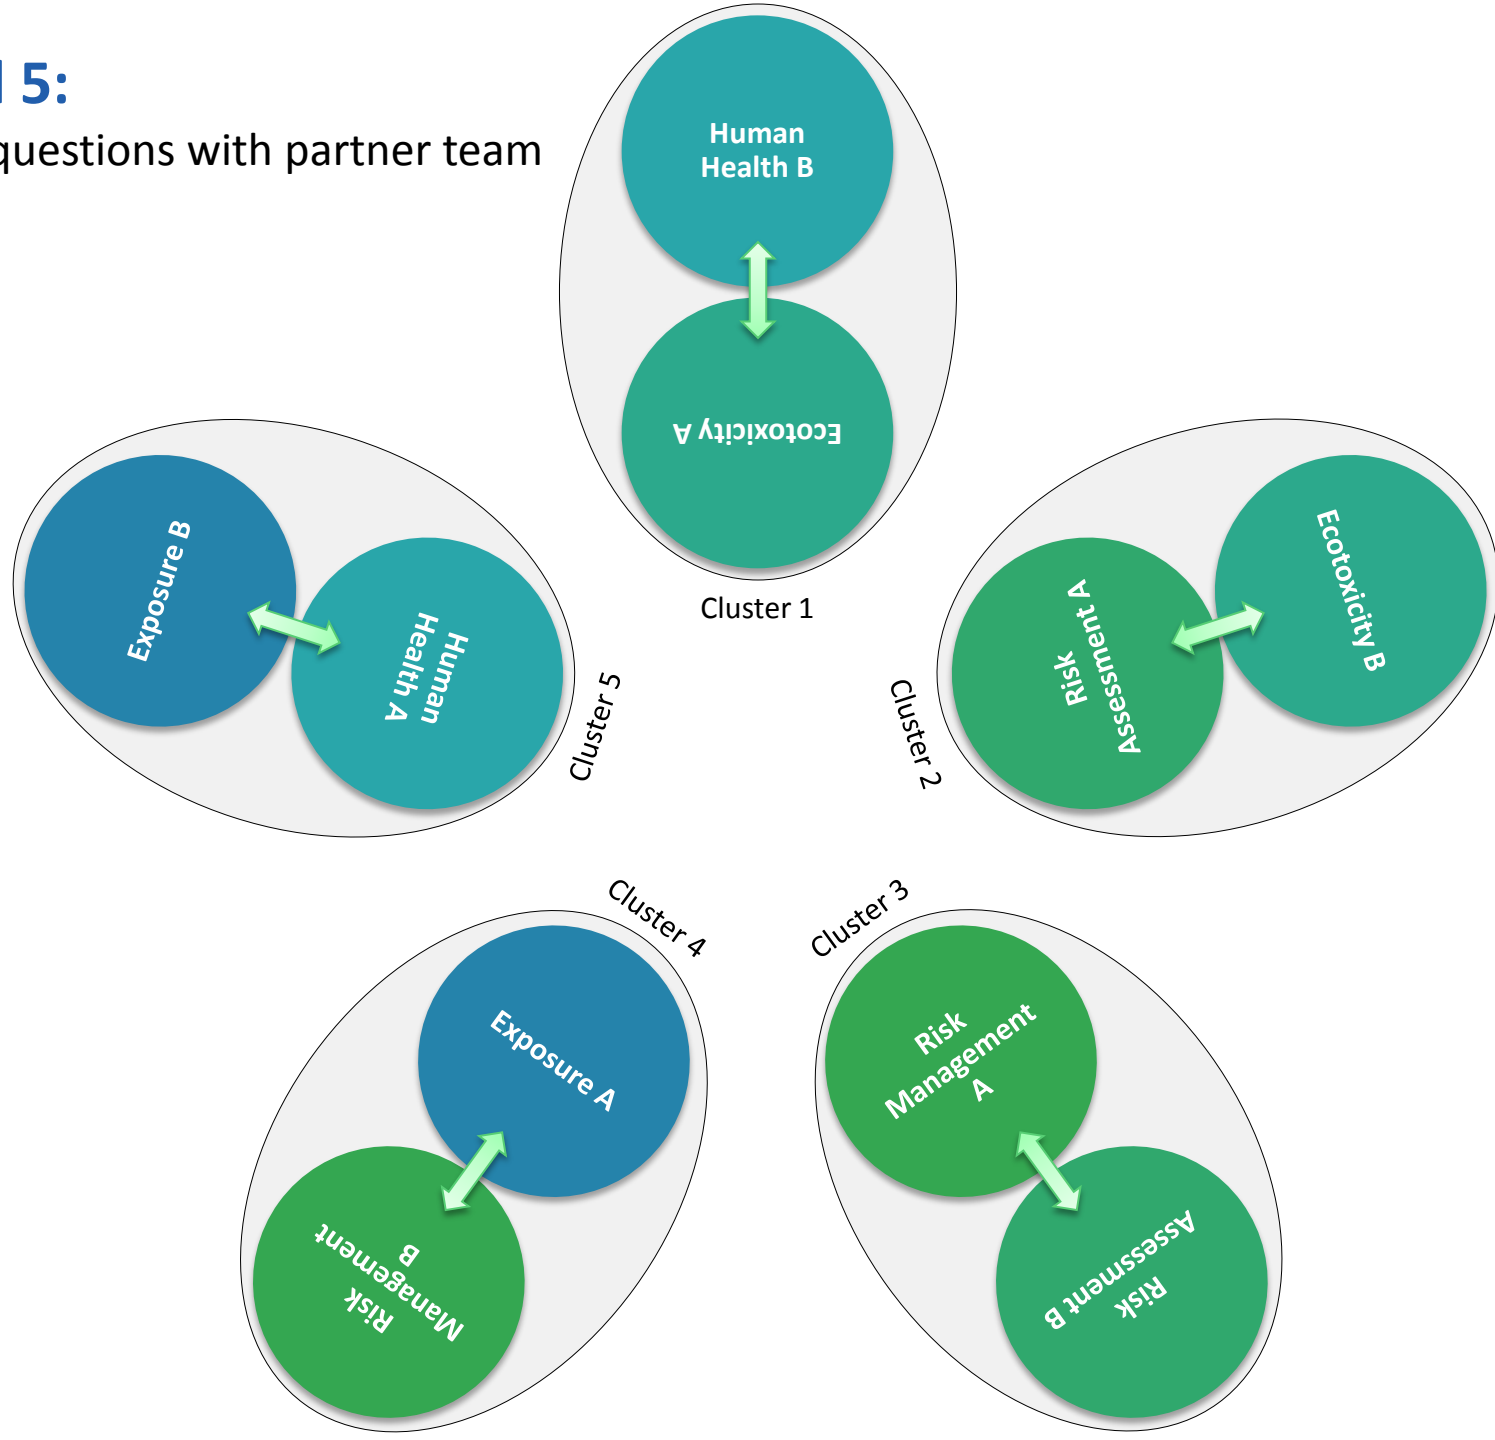 5:
questions with partner team
Human
Health B
Ecotoxicity A
Cluster 1
Ecotoxicity B
Risk
Assessment A
Cluster 2
Cluster 3
Risk
Management
A
Risk
Assessment B
Cluster 4
Exposure A
Risk
Management
B
Exposure B
Human
Health A
Cluster 5